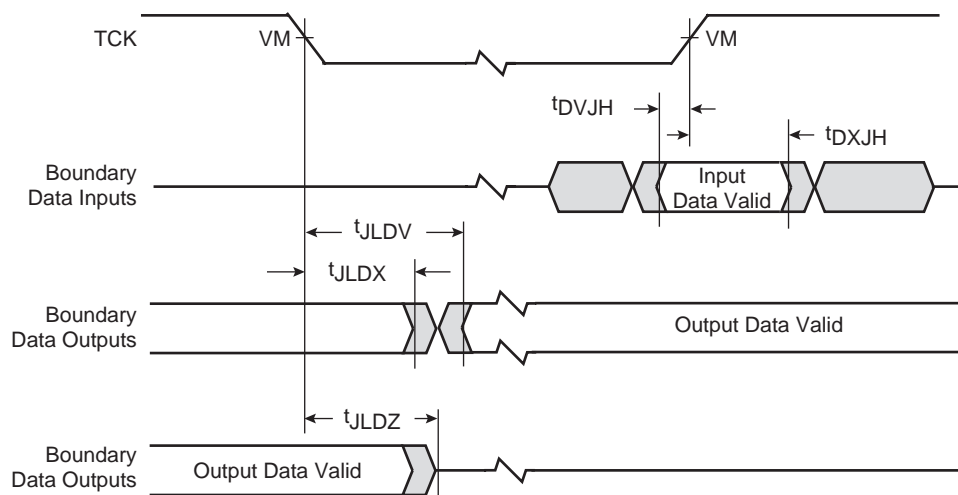 TCK
VM
VM
tDVJH
tDXJH
Boundary
Data Inputs
Input
Data Valid
tJLDV
tJLDX
Boundary
Data Outputs
Output Data Valid
tJLDZ
Boundary
Data Outputs
Output Data Valid